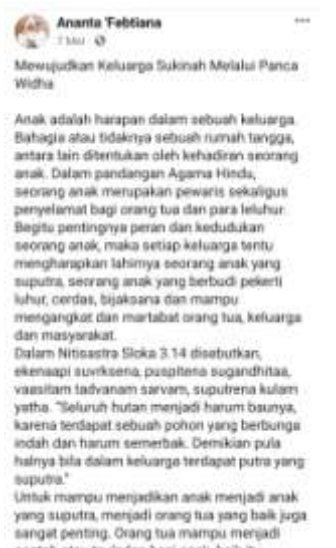 Ananta 'Febtiana
Mewujudkan Keluarga Sukinah Melalui Panca
Widha
Anak adalah harapan dalam sebuah keluarga.
Bahagia atau tidaknya sebuah rumah tangga,
antara lain ditentukan oleh kehadiran seorang
anak. Dalam pandangan Agama Hindu,
seorang anak merupakan pewaris sekaligus
penyelamat bagi orang tua dan para leluhur.
Begitu pentingnya peran dan kedudukan
seorang anak, maka setiap keluarga tentu
mengharapkan lahirnya seorang anak yang
suputra, seorang anak yang berbudi pekerti
luhur, cerdas, bijaksana dan mampu
mengangkat dan martabat orang tua, keluarga
dan masyarakat.
Dalam Nitisastra Sloka 3.14 disebutkan,
ekenaapi suvrksena, puspitena sugandhitaa,
vaasitam tadvanam sarvam, suputrena kulam
yatha. "Seluruh hutan menjadi harum baunya,
karena terdapat sebuah pohon yang berbunga
indah dan harum semerbak. Demikian pula
halnya bila dalam keluarga terdapat putra yang
suputra."
Untuk mampu menjadikan anak menjadi anak
yang suputra, menjadi orang tua yang baik juga
sangat penting. Orang tua mampu menjadi